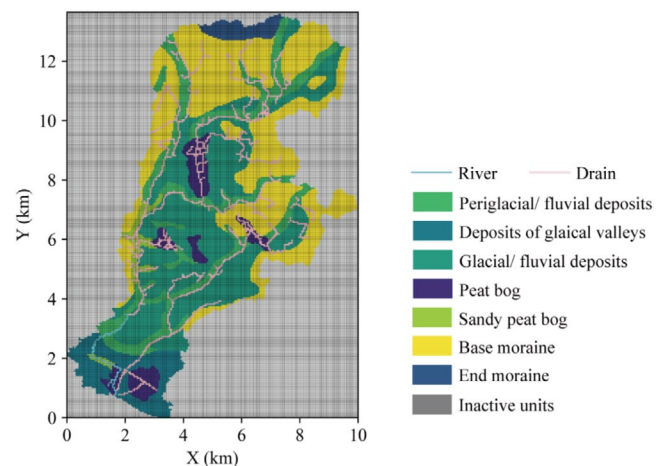 12
10
8
6
4
2
0
Y (km)
0 2 4 6 8 10
X (km)
River Drain
Periglacial/ fluvial deposits
Deposits of glaical valleys
Glacial/ fluvial deposits
Peat bog
Sandy peat bog
Base moraine
End moraine
Inactive units